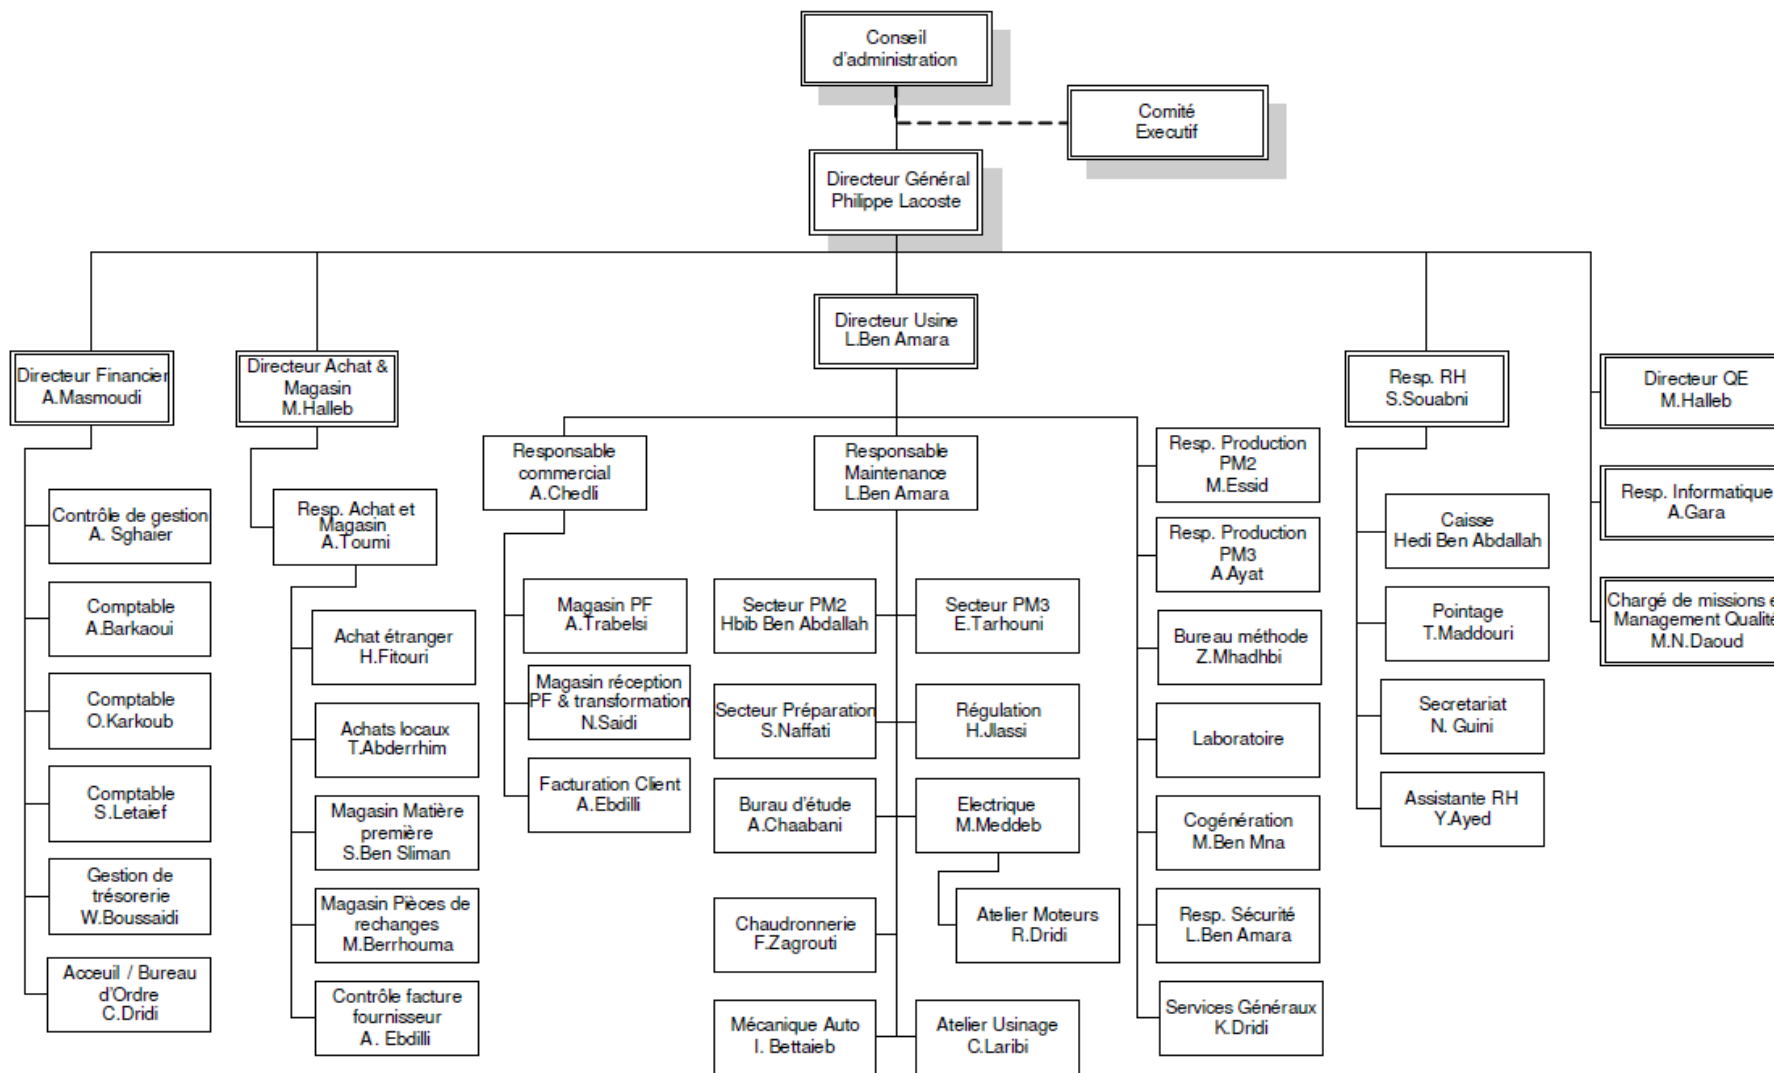 Conseil
d'administration
Comité
Executif
Directeur Général
Philippe Lacoste
Directeur Usine
L.Ben Amara
Directeur Financier
A.Masmoudi
Directeur Achat &
Magasin
M.Halleb
Resp. RH
S.Souabni
Directeur QE
M.Halleb
Responsable
commercial
A.Chedli
Responsable
Maintenance
L.Ben Amara
Resp. Production
PM2
M.Essid
Resp. Informatique
A.Gara
Contrôle de gestion
A. Sghaier
Resp. Achat et
Magasin
A.Toumi
Caisse
Hedi Ben Abdallah
Resp. Production
PM3
A.Ayat
Chargé de missions e
Management Qualité
M.N.Daoud
Comptable
A.Barkaoui
Achat étranger
H.Fitouri
Magasin PF
A.Trabelsi
Secteur PM2
Hbib Ben Abdallah
Secteur PM3
E.Tarhouni
Bureau méthode
Z.Mhadhbi
Pointage
T.Maddouri
Comptable
O.Karkoub
Achats locaux
T.Abderrhim
Magasin réception
PF & transformation
N.Saidi
Secteur Préparation
S.Naffati
Régulation
H.Jlassi
Laboratoire
Secretariat
N. Guini
Comptable
S.Letaief
Magasin Matière
première
S.Ben Sliman
Facturation Client
A.Ebdilli
Burau d'étude
A.Chaabani
Electrique
M.Meddeb
Cogénération
M.Ben Mna
Assistante RH
Y.Ayed
Gestion de
trésorerie
W.Boussaidi
Magasin Pièces de
rechanges
M.Berrhouma
Chaudronnerie
F.Zagrouti
Atelier Moteurs
R.Dridi
Resp. Sécurité
L.Ben Amara
Acceuil / Bureau
d'Ordre
C.Dridi
Contrôle facture
fournisseur
A. Ebdilli
Mécanique Auto
I. Bettaieb
Atelier Usinage
C.Laribi
Services Généraux
K.Dridi